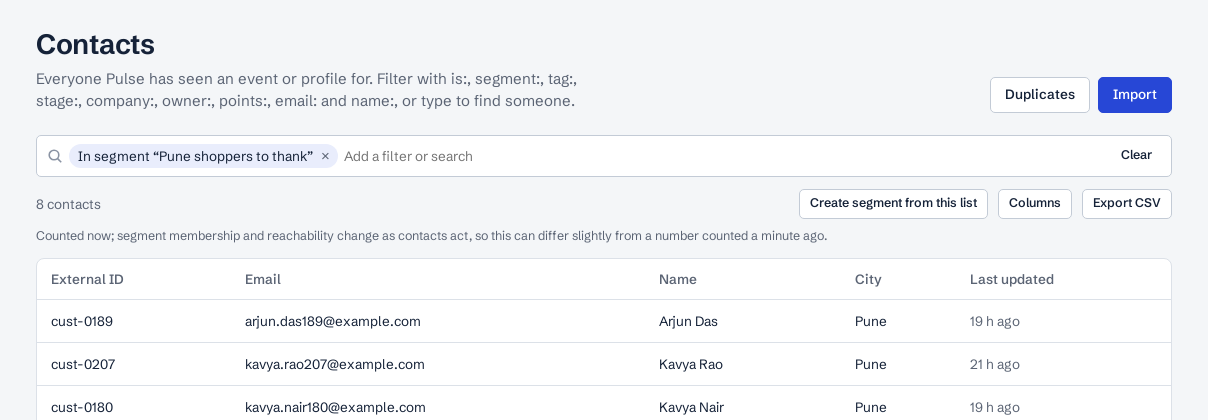 Contacts
Everyone Pulse has seen an event or profile for. Filter with is:, segment:, tag:,
stage:, company:, owner:, points:, email: and name:, or type to find someone.
Duplicates
Import
In segment “Pune shoppers to thank” ×
Add a filter or search
Clear
8 contacts
Create segment from this list
Columns
Export CSV
Counted now; segment membership and reachability change as contacts act, so this can differ slightly from a number counted a minute ago.
External ID Email Name City Last updated
cust-0189 arjun.das189@example.com Arjun Das Pune 19 h ago
cust-0207 kavya.rao207@example.com Kavya Rao Pune 21 h ago
cust-0180 kavya.nair180@example.com Kavya Nair Pune 19 h ago